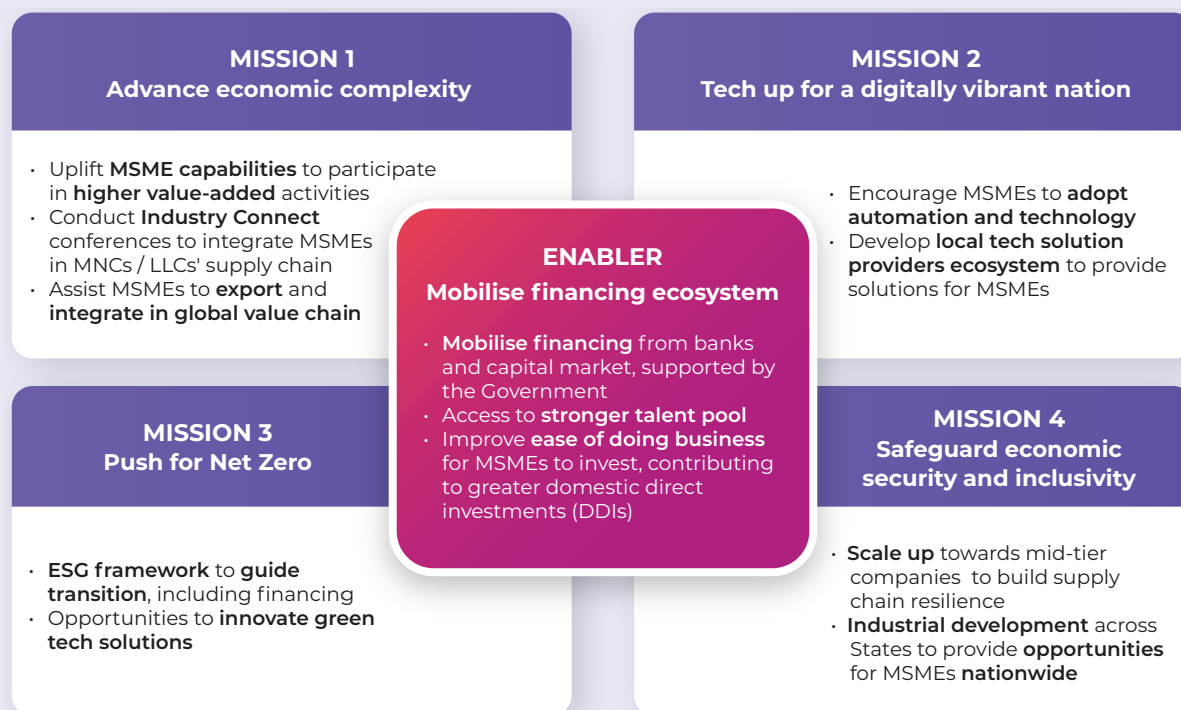 MISSION 1
Advance economic complexity
• Uplift MSME capabilities to participate
in higher value-added activities
• Conduct Industry Connect
conferences to integrate MSMEs
in MNCs / LLCs' supply chain
• Assist MSMEs to export and
integrate in global value chain
MISSION 2
Tech up for a digitally vibrant nation
• Encourage MSMEs to adopt
automation and technology
• Develop local tech solution
providers ecosystem to provide
solutions for MSMEs
ENABLER
Mobilise financing ecosystem
• Mobilise financing from banks
and capital market, supported by
the Government
• Access to stronger talent pool
• Improve ease of doing business
for MSMEs to invest, contributing
to greater domestic direct
investments (DDIs)
MISSION 3
Push for Net Zero
• ESG framework to guide
transition, including financing
• Opportunities to innovate green
tech solutions
MISSION 4
Safeguard economic
security and inclusivity
• Scale up towards mid-tier
companies to build supply
chain resilience
• Industrial development across
States to provide opportunities
for MSMEs nationwide